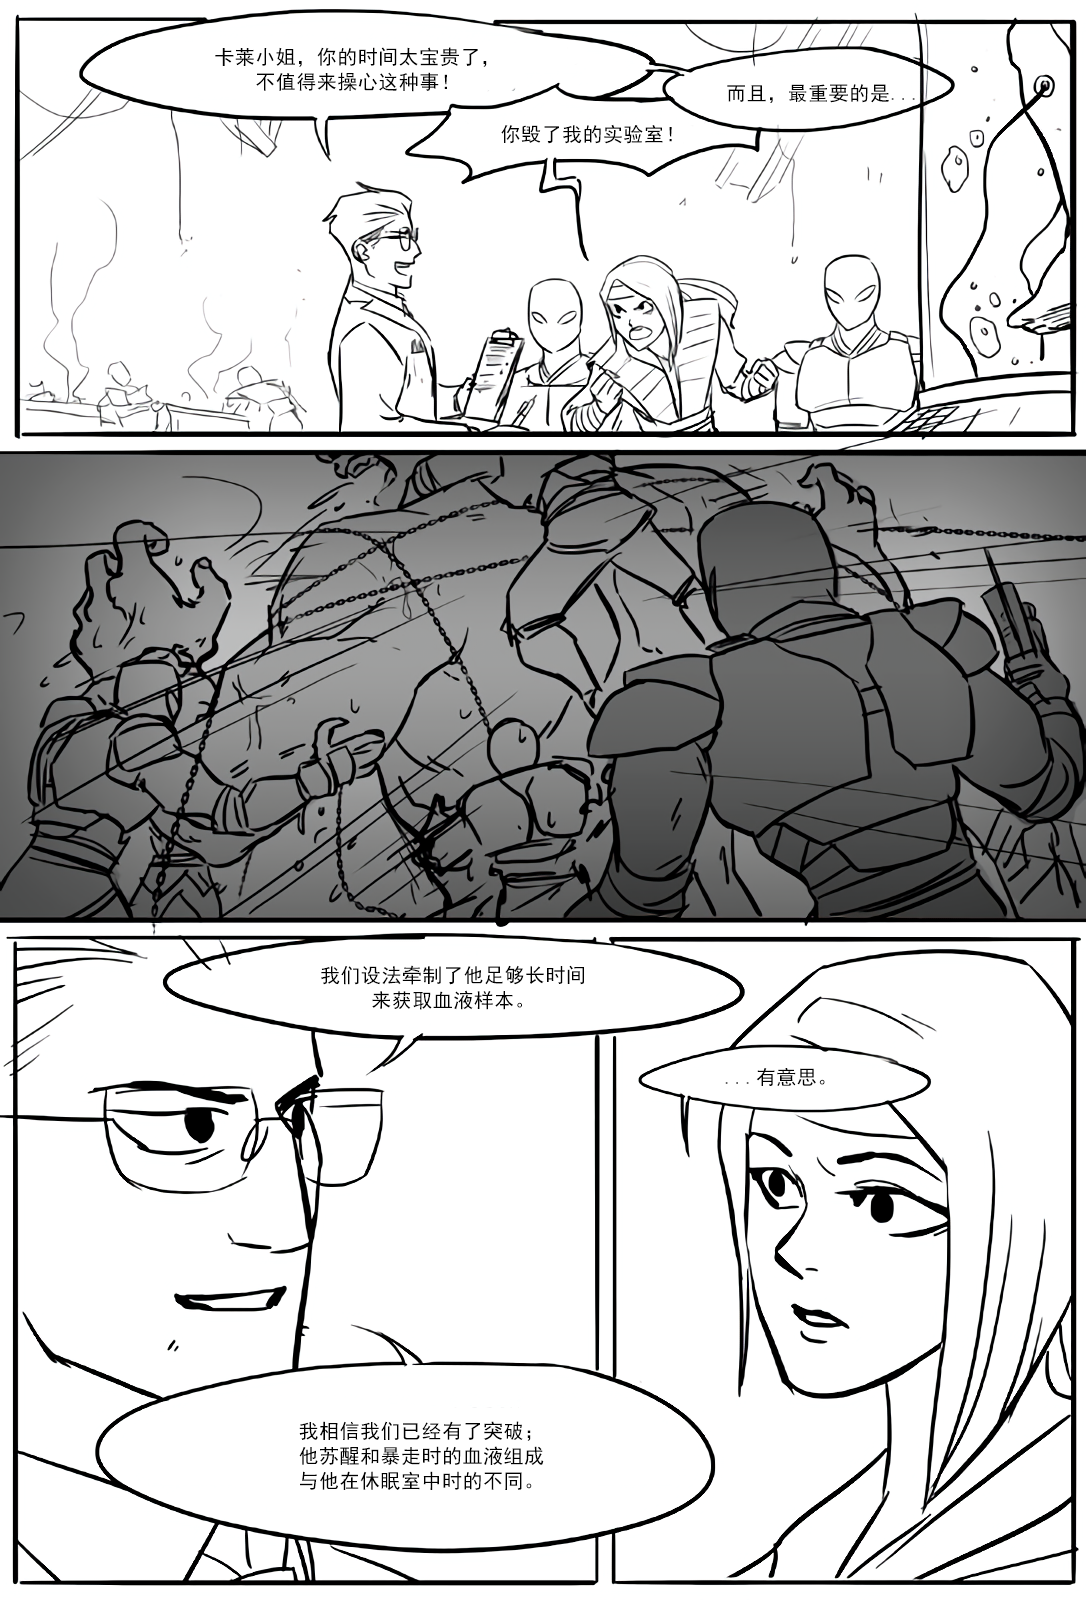 卡莱小姐，你的时间太宝贵了，
不值得来操心这种事！
你毁了我的实验室！
而且，最重要的是...
我们设法牵制了他足够长时间
来获取血液样本。
...有意思。
我相信我们已经有了突破；
他苏醒和暴走时的血液组成
与他在休眠室中时的不同。